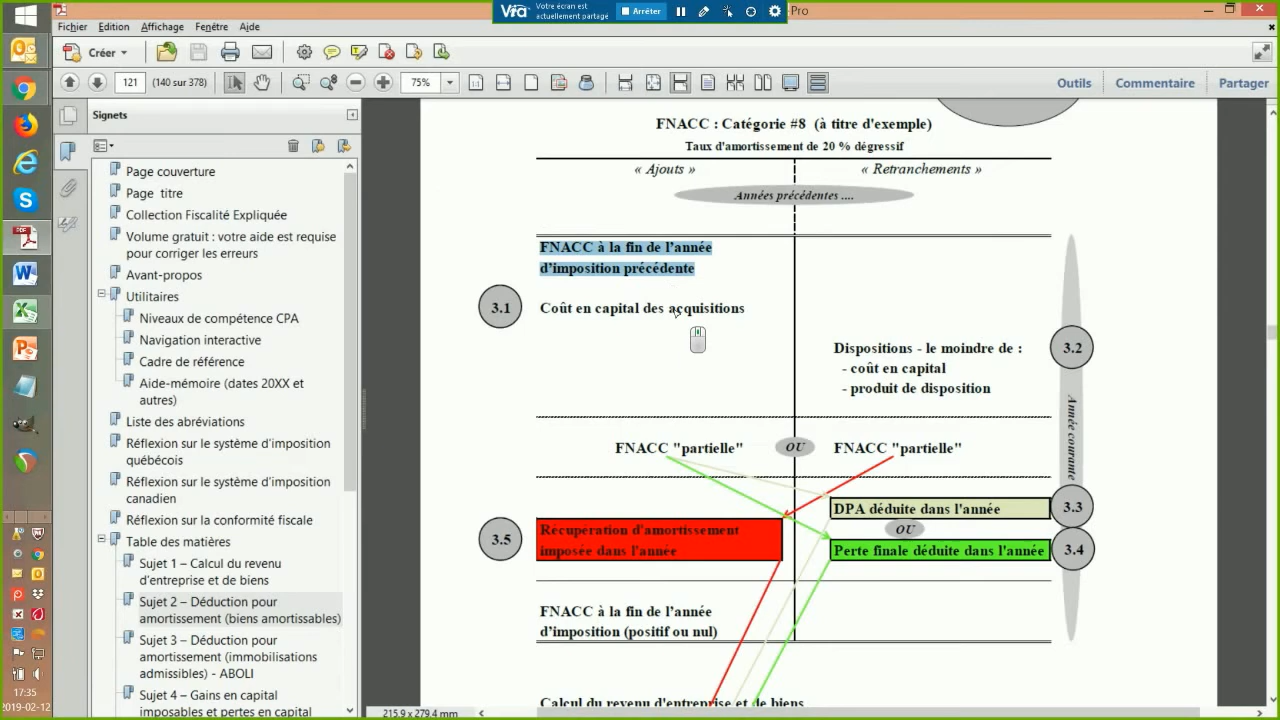 Votre écran est
actuellement partagé
Arrêter
Pro
Fichier Edition Affichage Fenêtre Aide
Créer
121 (140 sur 378) 75% Outils Commentaire Partager
Signets
Page couverture
Page titre
Collection Fiscalité Expliquée
Volume gratuit : votre aide est requise
pour corriger les erreurs
Avant-propos
Utilitaires
Niveaux de compétence CPA
Navigation interactive
Cadre de référence
Aide-mémoire (dates 20XX et
autres)
Liste des abréviations
Réflexion sur le système d'imposition
québécois
Réflexion sur le système d'imposition
canadien
Réflexion sur la conformité fiscale
Table des matières
Sujet 1 – Calcul du revenu
d'entreprise et de biens
Sujet 2 – Déduction pour
amortissement (biens amortissables)
Sujet 3 – Déduction pour
amortissement (immobilisations
admissibles) - ABOLI
Sujet 4 – Gains en capital
imposables et pertes en capital
FNACC : Catégorie #8 (à titre d'exemple)
Taux d'amortissement de 20 % dégressif
« Ajouts » « Retranchements »
Années précédentes ....
FNACC à la fin de l'année
d'imposition précédente
3.1 Coût en capital des acquisitions
Dispositions - le moindre de : 3.2
- coût en capital
- produit de disposition
Année courante
FNACC "partielle" OU FNACC "partielle"
DPA déduite dans l'année 3.3
OU
3.5 Récupération d'amortissement
imposée dans l'année
Perte finale déduite dans l'année 3.4
FNACC à la fin de l'année
d'imposition (positif ou nul)
Calcul du revenu d'entreprise et de biens
215,9 x 279,4 mm
17:35
2019-02-12